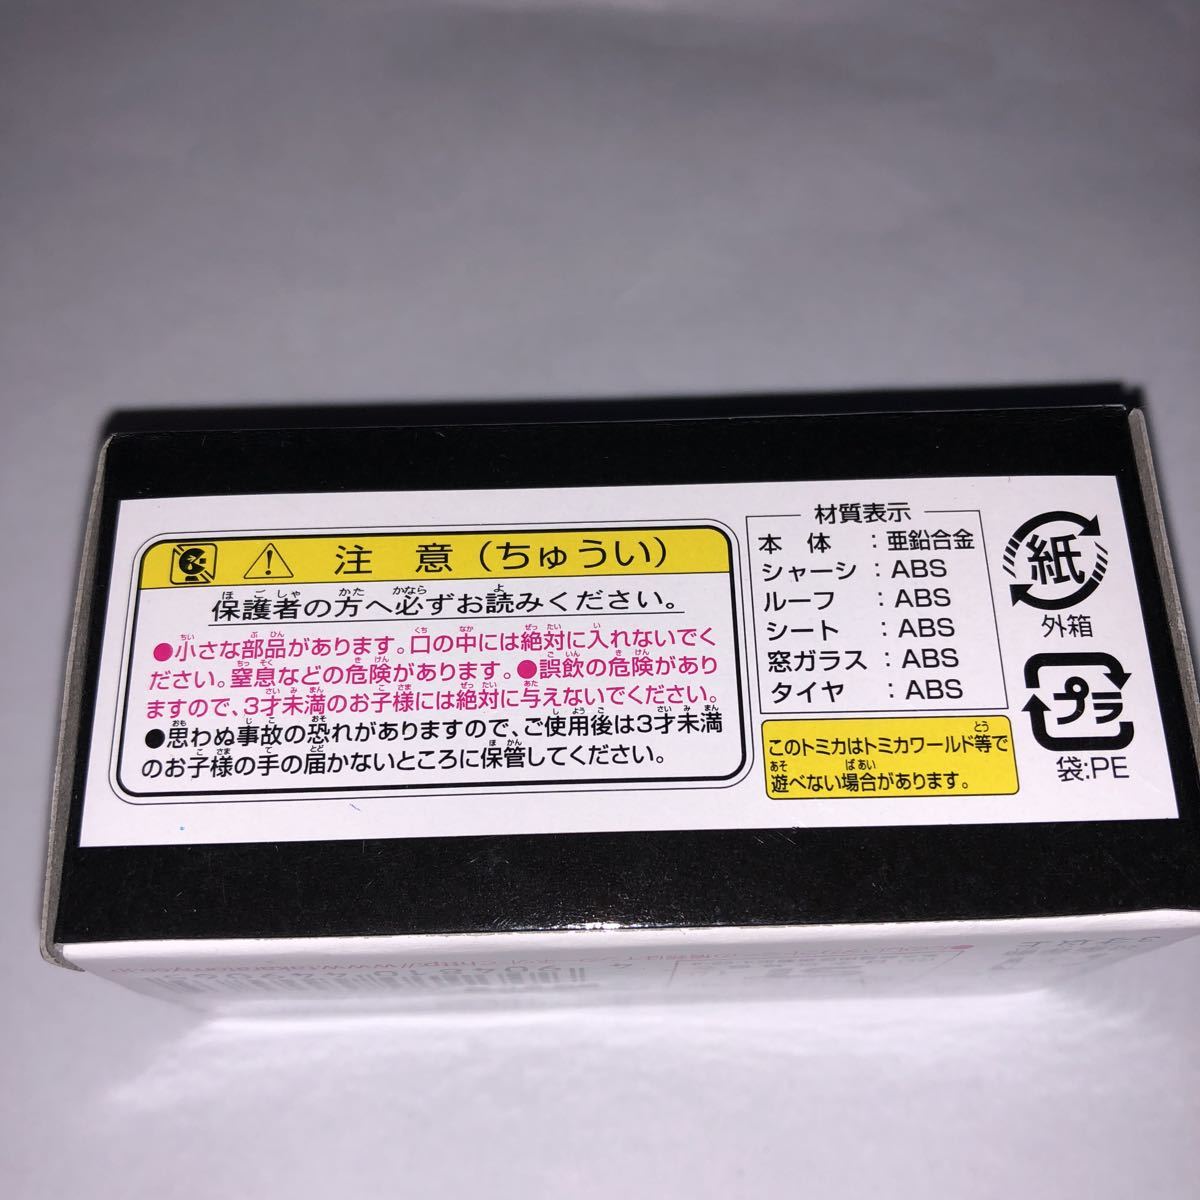 注意(ちゅうい)
保護者の方へ必ずお読みください。
●小さな部品があります。口の中には絶対に入れないでく
ださい。窒息などの危険があります。●誤飲の危険があり
ますので、3才未満のお子様には絶対に与えないでください。
●思わぬ事故の恐れがありますので、ご使用後は3才未満
のお子様の手の届かないところに保管してください。
材質表示
本 体 : 亜鉛合金
シャーシ : ABS
ルーフ : ABS
シート : ABS
窓ガラス : ABS
タイヤ : ABS
このトミカはトミカワールド等で
遊べない場合があります。
紙
外箱
プラ
袋:PE